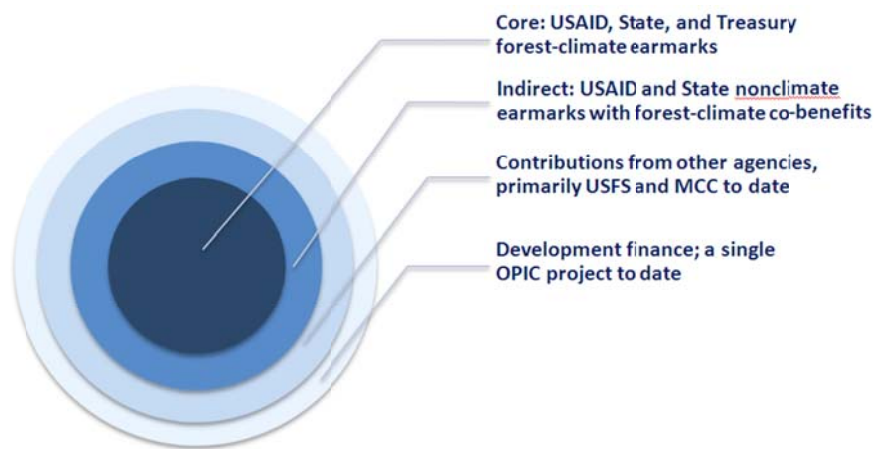 Core: USAID, State, and Treasury
forest-climate earmarks
Indirect: USAID and State nonclimate
earmarks with forest-climate co-benefits
Contributions from other agencies,
primarily USFS and MCC to date
Development finance; a single
OPIC project to date